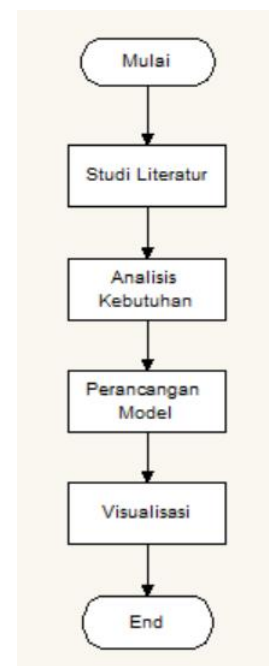 Mulai
Studi Literatur
Analisis
Kebutuhan
Perancangan
Model
Visualisasi
End